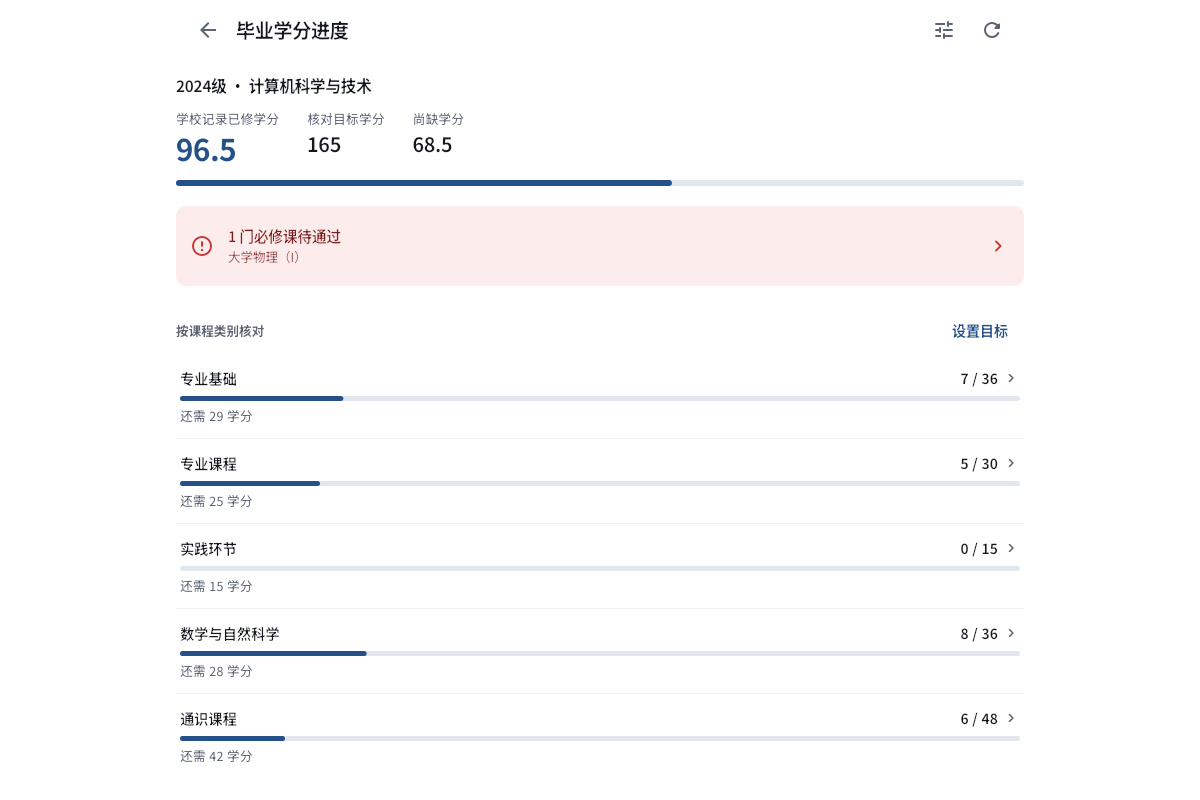 毕业学分进度
2024级 · 计算机科学与技术
学校记录已修学分 核对目标学分 尚缺学分
96.5 165 68.5
1 门必修课待通过
大学物理（I）
按课程类别核对 设置目标
专业基础 7 / 36
还需 29 学分
专业课程 5 / 30
还需 25 学分
实践环节 0 / 15
还需 15 学分
数学与自然科学 8 / 36
还需 28 学分
通识课程 6 / 48
还需 42 学分